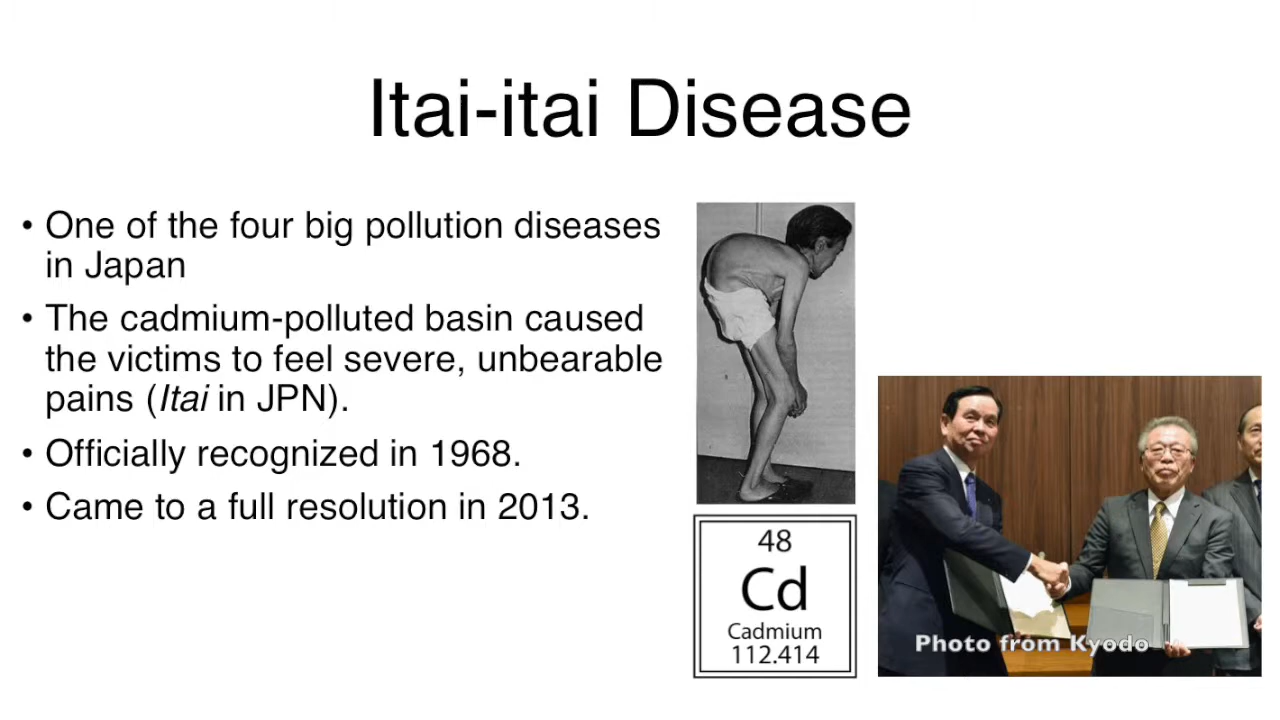 Itai-itai Disease
• One of the four big pollution diseases
in Japan
• The cadmium-polluted basin caused
the victims to feel severe, unbearable
pains (Itai in JPN).
• Officially recognized in 1968.
• Came to a full resolution in 2013.
48
Cd
Cadmium
112.414
Photo from Kyodo